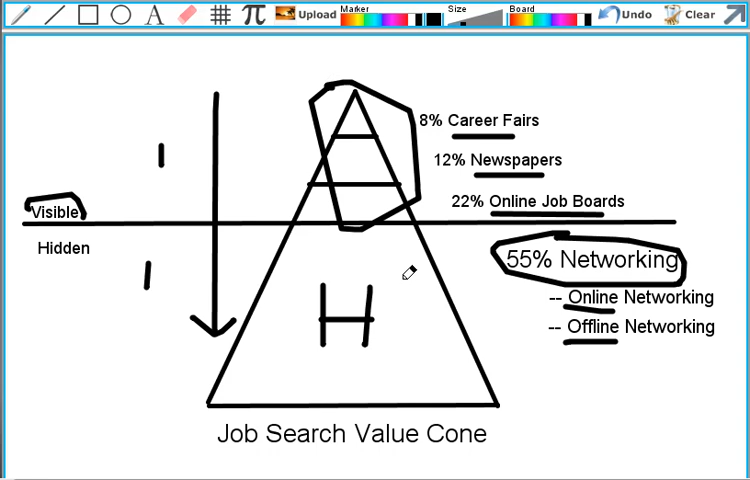 A π Upload Marker Size Board Undo Clear
8% Career Fairs
12% Newspapers
22% Online Job Boards
Visible
Hidden
55% Networking
-- Online Networking
-- Offline Networking
H
Job Search Value Cone